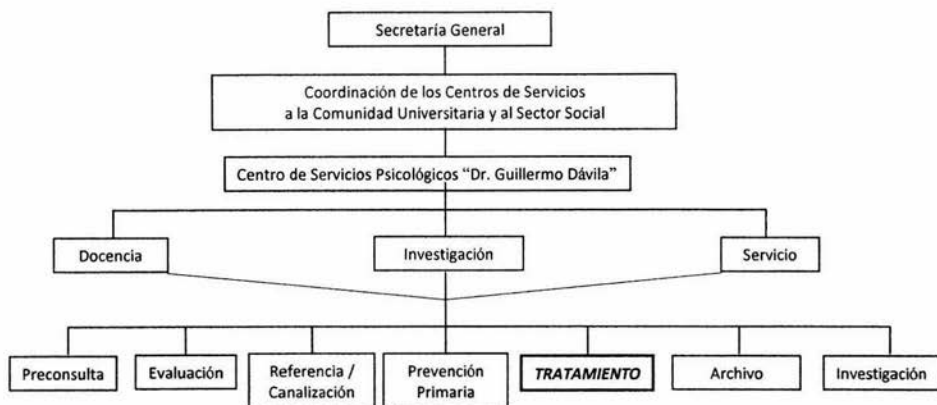 Secretaría General
Coordinación de los Centros de Servicios
a la Comunidad Universitaria y al Sector Social
Centro de Servicios Psicológicos “Dr. Guillermo Dávila”
Docencia
Investigación
Servicio
Preconsulta
Evaluación
Referencia /
Canalización
Prevención
Primaria
TRATAMIENTO
Archivo
Investigación